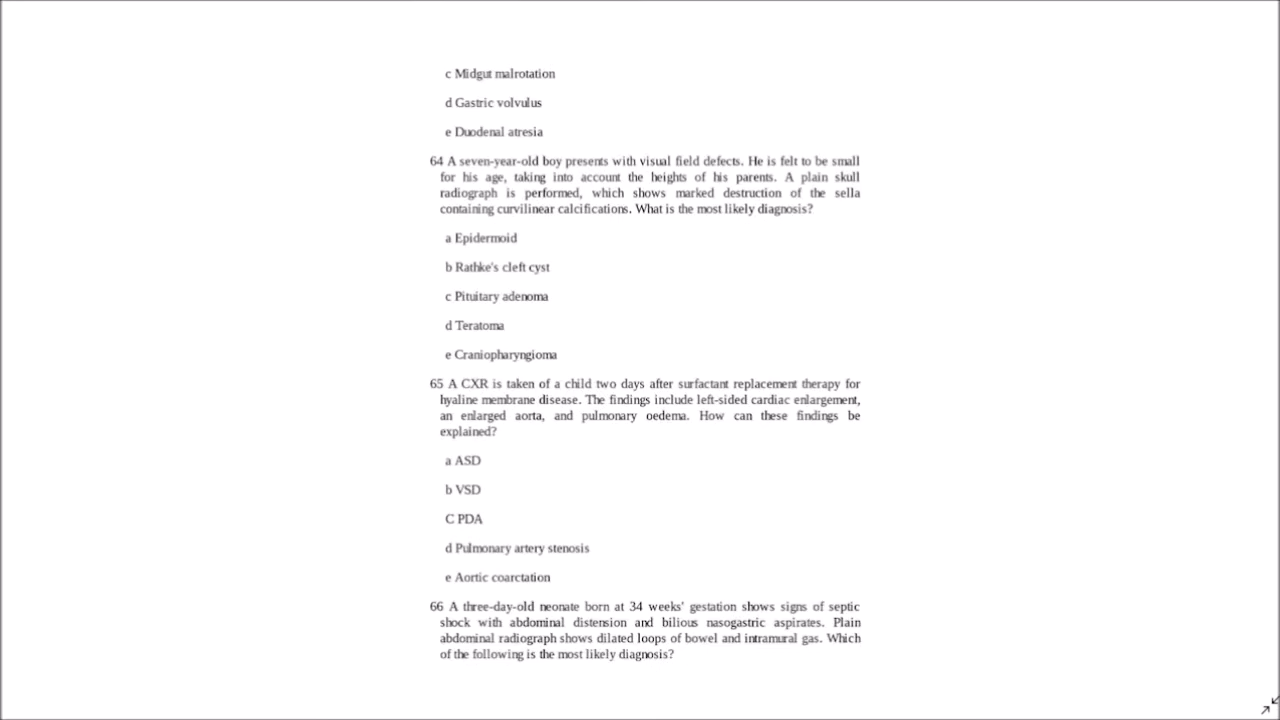 c Midgut malrotation
d Gastric volvulus
e Duodenal atresia
64 A seven-year-old boy presents with visual field defects. He is felt to be small
for his age, taking into account the heights of his parents. A plain skull
radiograph is performed, which shows marked destruction of the sella
containing curvilinear calcifications. What is the most likely diagnosis?
a Epidermoid
b Rathke's cleft cyst
c Pituitary adenoma
d Teratoma
e Craniopharyngioma
65 A CXR is taken of a child two days after surfactant replacement therapy for
hyaline membrane disease. The findings include left-sided cardiac enlargement,
an enlarged aorta, and pulmonary oedema. How can these findings be
explained?
a ASD
b VSD
C PDA
d Pulmonary artery stenosis
e Aortic coarctation
66 A three-day-old neonate born at 34 weeks' gestation shows signs of septic
shock with abdominal distension and bilious nasogastric aspirates. Plain
abdominal radiograph shows dilated loops of bowel and intramural gas. Which
of the following is the most likely diagnosis?